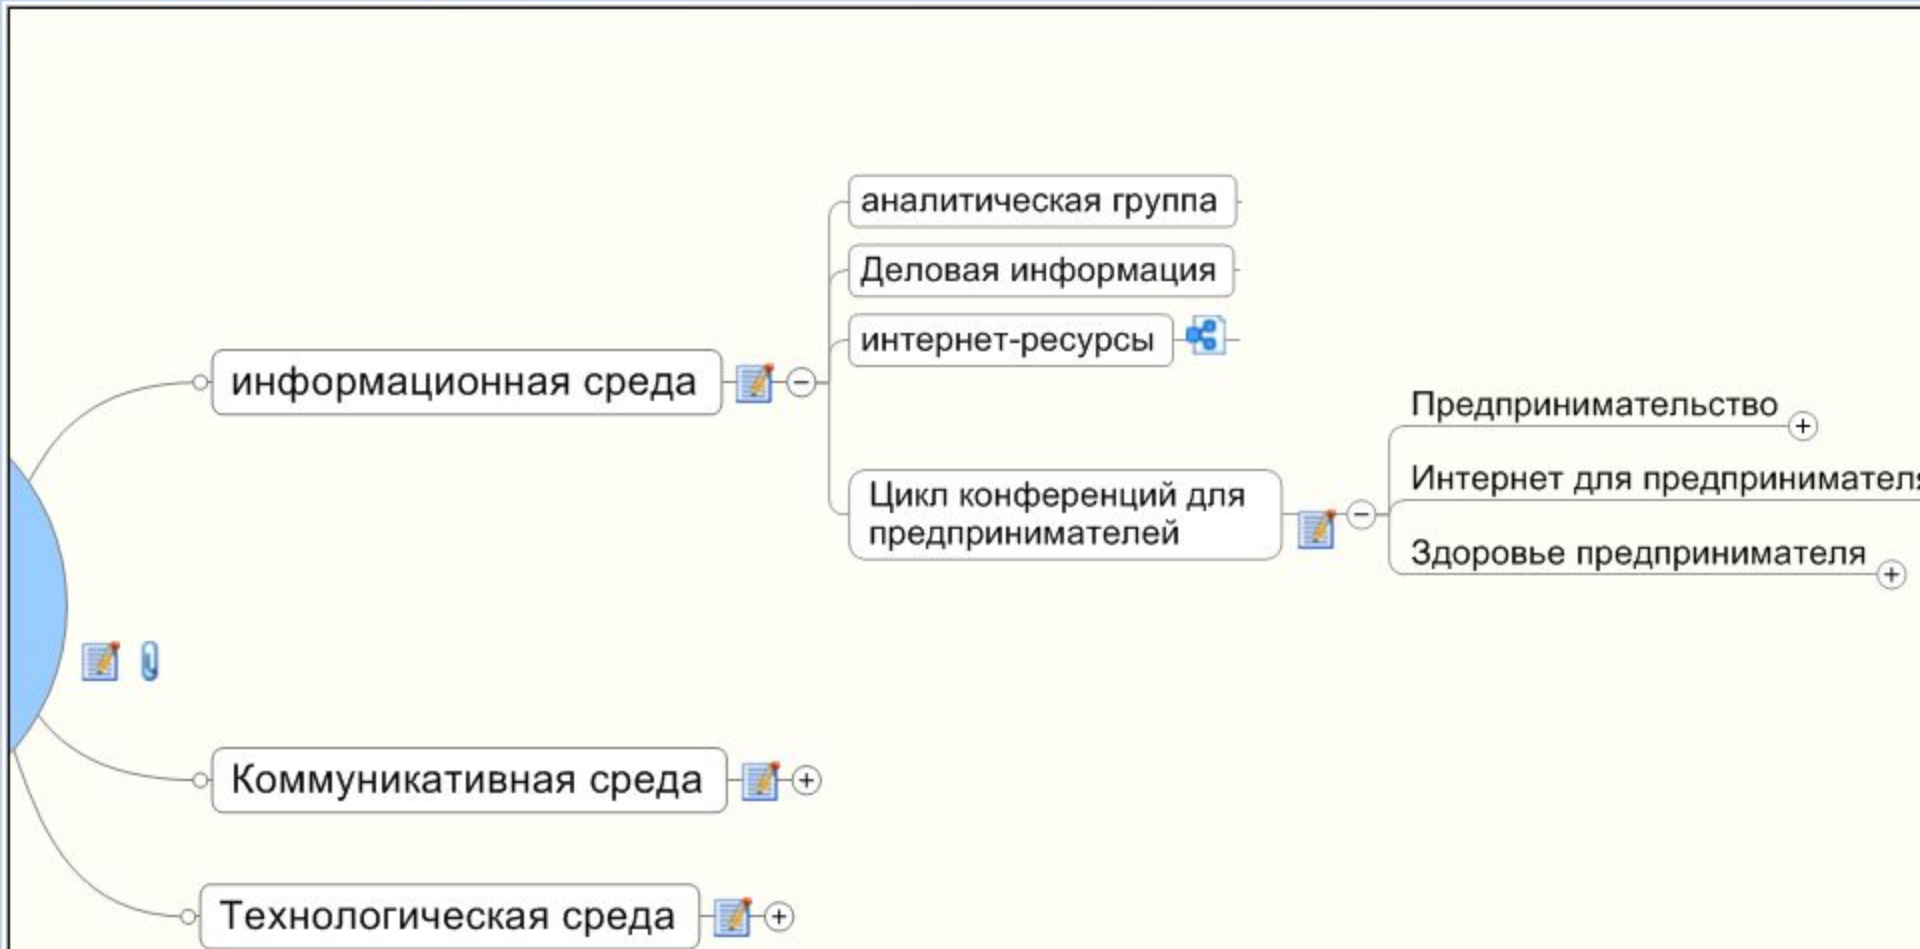 аналитическая группа
Деловая информация
интернет-ресурсы
информационная среда
Предпринимательство
Интернет для
Цикл конференций для
предпринимателей
Здоровье предпринимателя
Коммуникативная среда
Технологическая среда